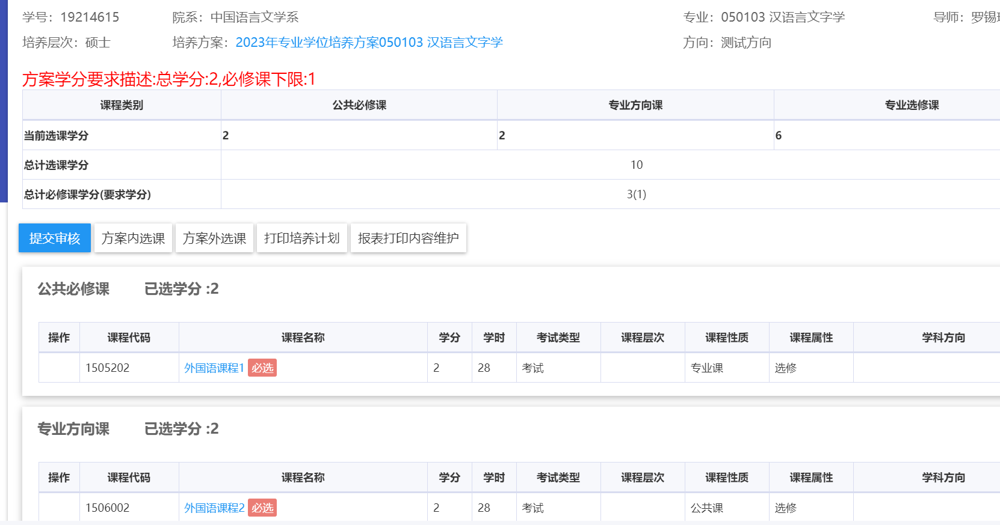 学号：19214615 院系：中国语言文学系 专业：050103 汉语言文字学 导师：罗锡
培养层次：硕士 培养方案：2023年专业学位培养方案050103 汉语言文字学 方向：测试方向
方案学分要求描述:总学分:2,必修课下限:1
课程类别 公共必修课 专业方向课 专业选修课
当前选课学分 2 2 6
总计选课学分 10
总计必修课学分(要求学分) 3(1)
提交审核 方案内选课 方案外选课 打印培养计划 报表打印内容维护
公共必修课 已选学分 :2
操作 课程代码 课程名称 学分 学时 考试类型 课程层次 课程性质 课程属性 学科方向
1505202 外国语课程1 必选 2 28 考试 专业课 选修
专业方向课 已选学分 :2
操作 课程代码 课程名称 学分 学时 考试类型 课程层次 课程性质 课程属性 学科方向
1506002 外国语课程2 必选 2 28 考试 公共课 选修